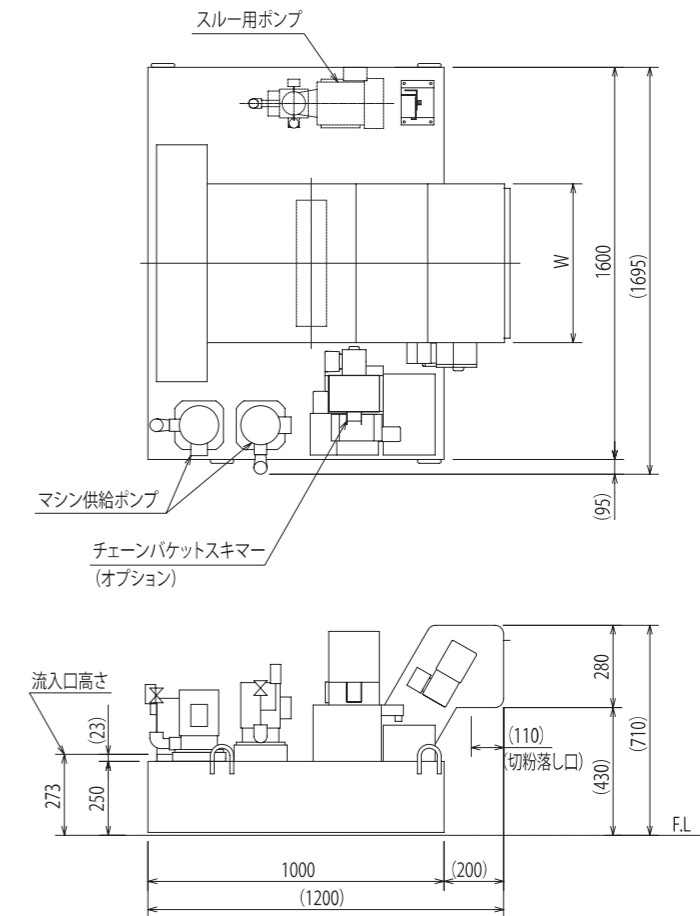 スルー用ポンプ
W
1600
(1695)
(95)
マシン供給ポンプ
チェーンバケットスキマー
(オプション)
流入口高さ
(23)
273
250
280
(710)
(430)
(110)
(切粉落し口)
F.L
1000
(200)
(1200)